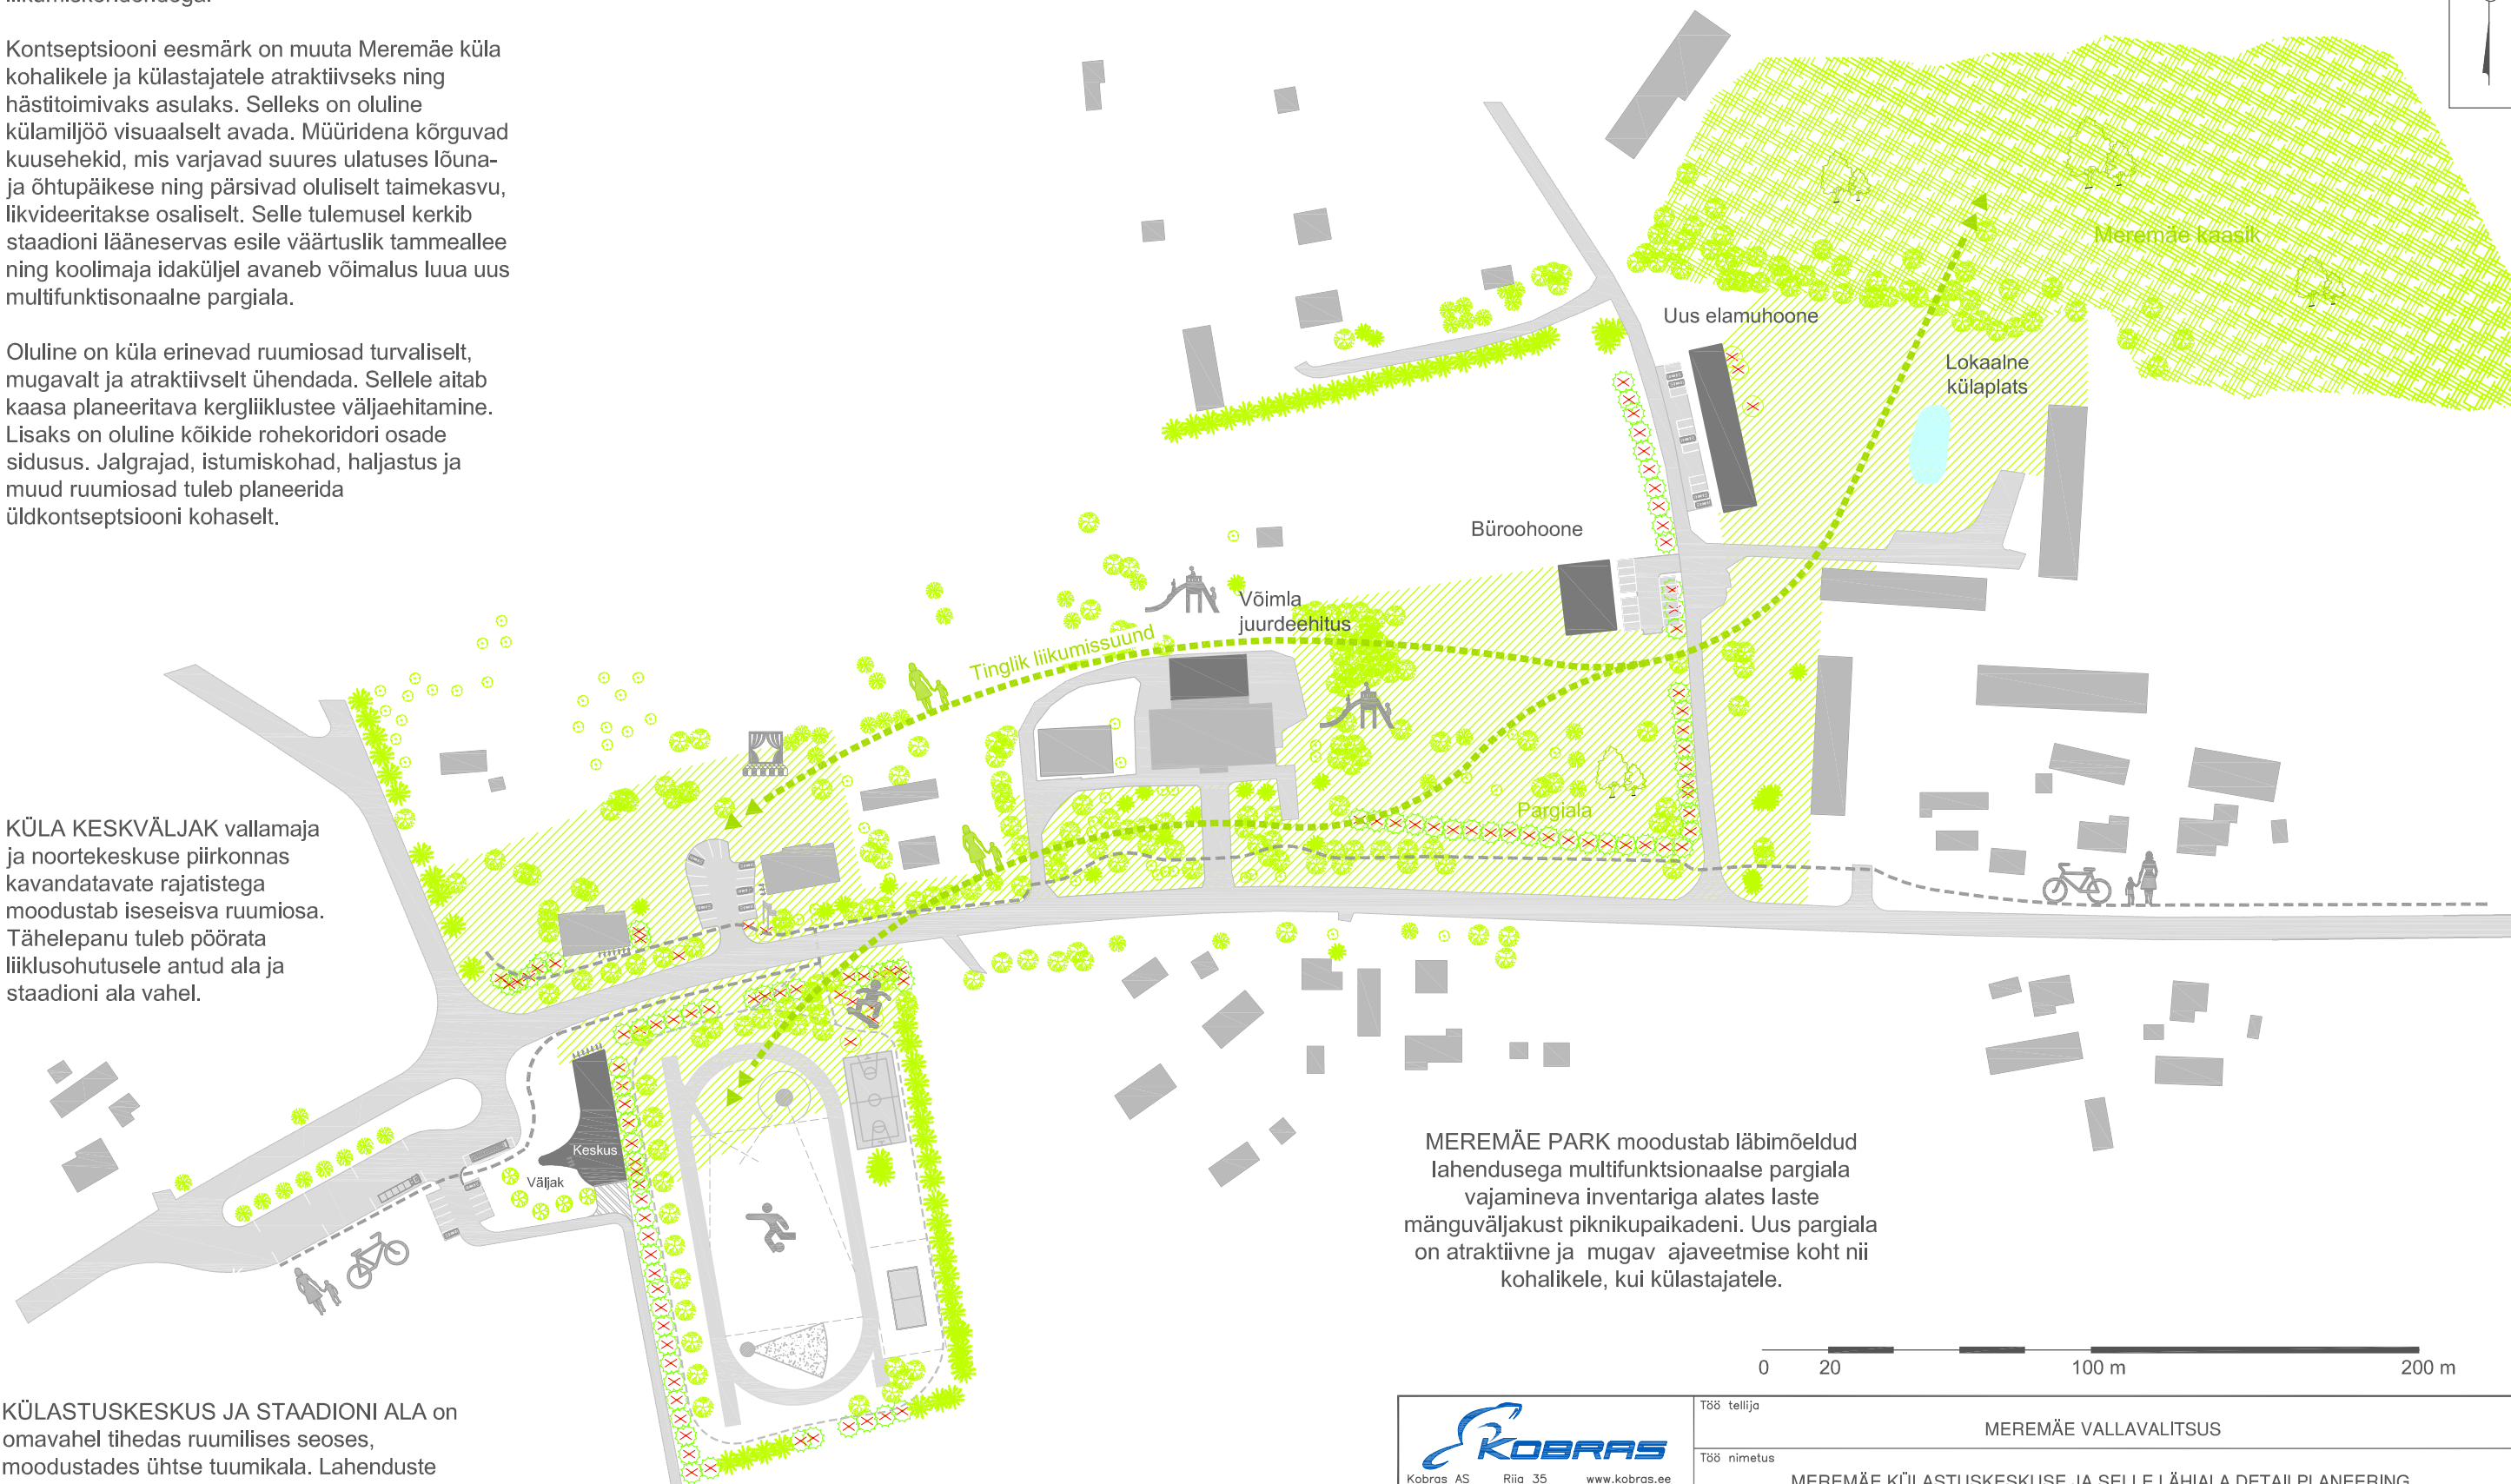 Kontseptsiooni eesmärk on muuta Meremäe küla
kohalikele ja külastajatele atraktiivseks ning
hästitoimivaks asulaks. Selleks on oluline
külamiljöö visuaalselt avada. Müüridena kõrguvad
kuusehekid, mis varjavad suures ulatuses lõuna-
ja õhtupäikese ning pärsivad oluliselt taimekasvu,
likvideeritakse osaliselt. Selle tulemusel kerkib
staadioni lääneservas esile väärtuslik tammeallee
ning koolimaja idaküljel avaneb võimalus luua uus
multifunktisonaalne pargiala.
Oluline on küla erinevad ruumiosad turvaliselt,
mugavalt ja atraktiivselt ühendada. Sellele aitab
kaasa planeeritava kergliiklustee väljaehitamine.
Lisaks on oluline kõikide rohekoridori osade
sidusus. Jalgrajad, istumiskohad, haljastus ja
muud ruumiosad tuleb planeerida
üldkontseptsiooni kohaselt.
Meremäe kaasik
Uus elamuhoone
Lokaalne
külaplats
Büroohoone
Võimla
juurdeehitus
Tinglik liikumissuund
Pargiala
KÜLA KESKVÄLJAK vallamaja
ja noortekeskuse piirkonnas
kavandatavate rajatistega
moodustab iseseisva ruumiosa.
Tähelepanu tuleb pöörata
liiklusohutusele antud ala ja
staadioni ala vahel.
Keskus
Väljak
MEREMÄE PARK moodustab läbimõeldud
lahendusega multifunktsionaalse pargiala
vajamineva inventariga alates laste
mänguväljakust piknikupaikadeni. Uus pargiala
on atraktiivne ja mugav ajaveetmise koht nii
kohalikele, kui külastajatele.
0 20 100 m 200 m
KÜLASTUSKESKUS JA STAADIONI ALA on
omavahel tihedas ruumilises seoses,
moodustades ühtse tuumikala. Lahenduste
KOBRAS
Kobras AS Riia 35 www.kobras.ee
Töö tellija
MEREMÄE VALLAVALITSUS
Töö nimetus
MEREMÄE KÜLASTUSKESKUSE JA SELLE LÄHIALA DETAILPLANEERING